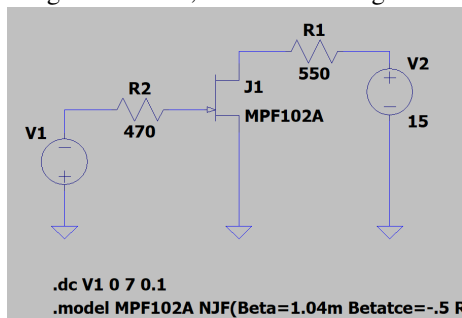 R1
V2
R2
550
J1
V1
MPF102A
470
15
.dc V1 0 7 0.1
.model MPF102A NJF(Beta=1.04m Betatce=-.5 R